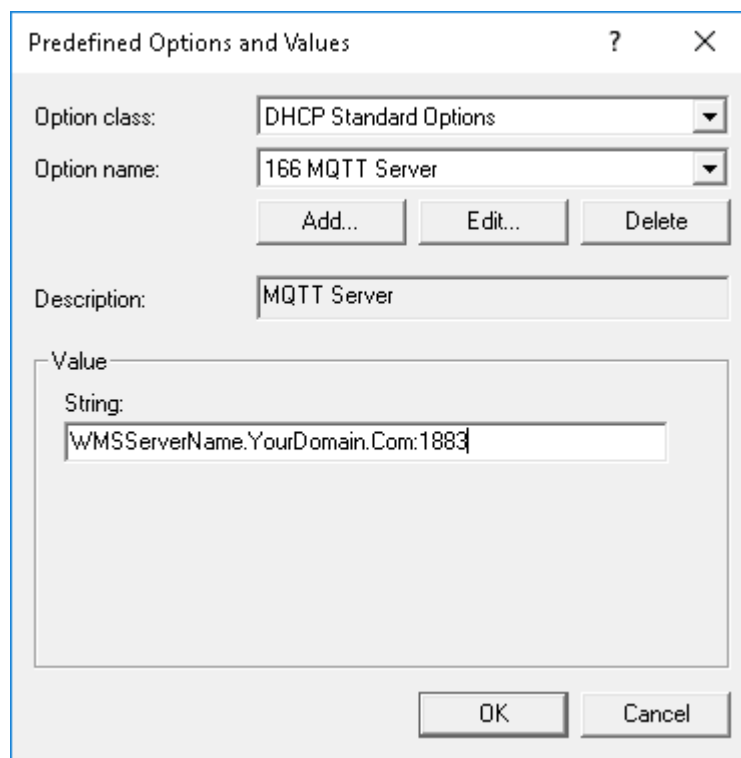 Predefined Options and Values ? X
Option class: DHCP Standard Options
Option name: 166 MQTT Server
Add... Edit... Delete
Description: MQTT Server
Value
String:
WMSServerName.YourDomain.Com:1883
OK Cancel